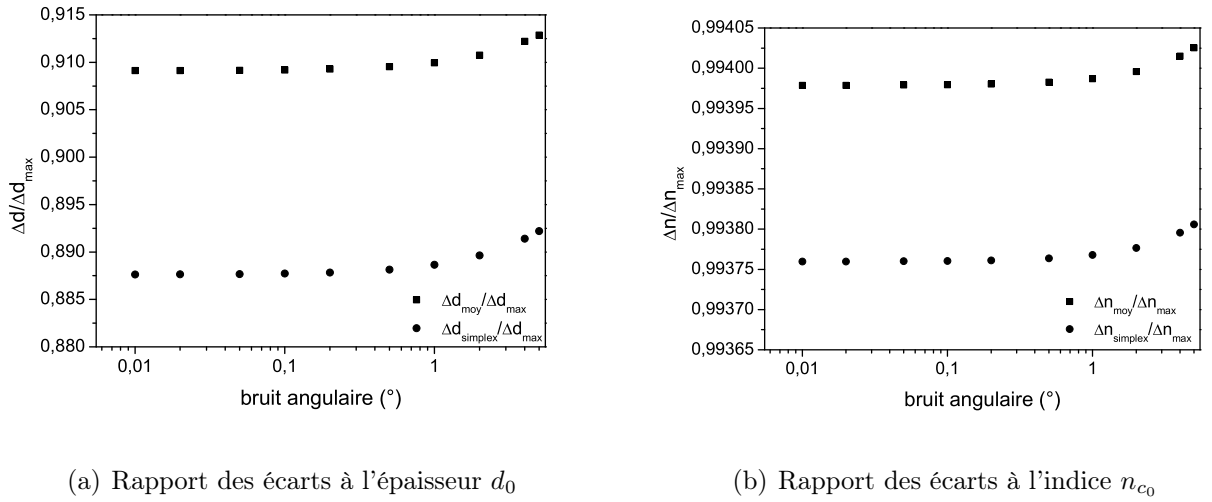 0,915
0,910
0,905
0,900
0,895
0,890
0,885
0,880
Δd/Δd_max
Δd_moy/Δd_max
Δd_simplex/Δd_max
0,01 0,1 1
bruit angulaire (°)
(a) Rapport des écarts à l'épaisseur d_0
0,99405
0,99400
0,99395
0,99390
0,99385
0,99380
0,99375
0,99370
0,99365
Δn/Δn_max
Δn_moy/Δn_max
Δn_simplex/Δn_max
0,01 0,1 1
bruit angulaire (°)
(b) Rapport des écarts à l'indice n_{c_0}